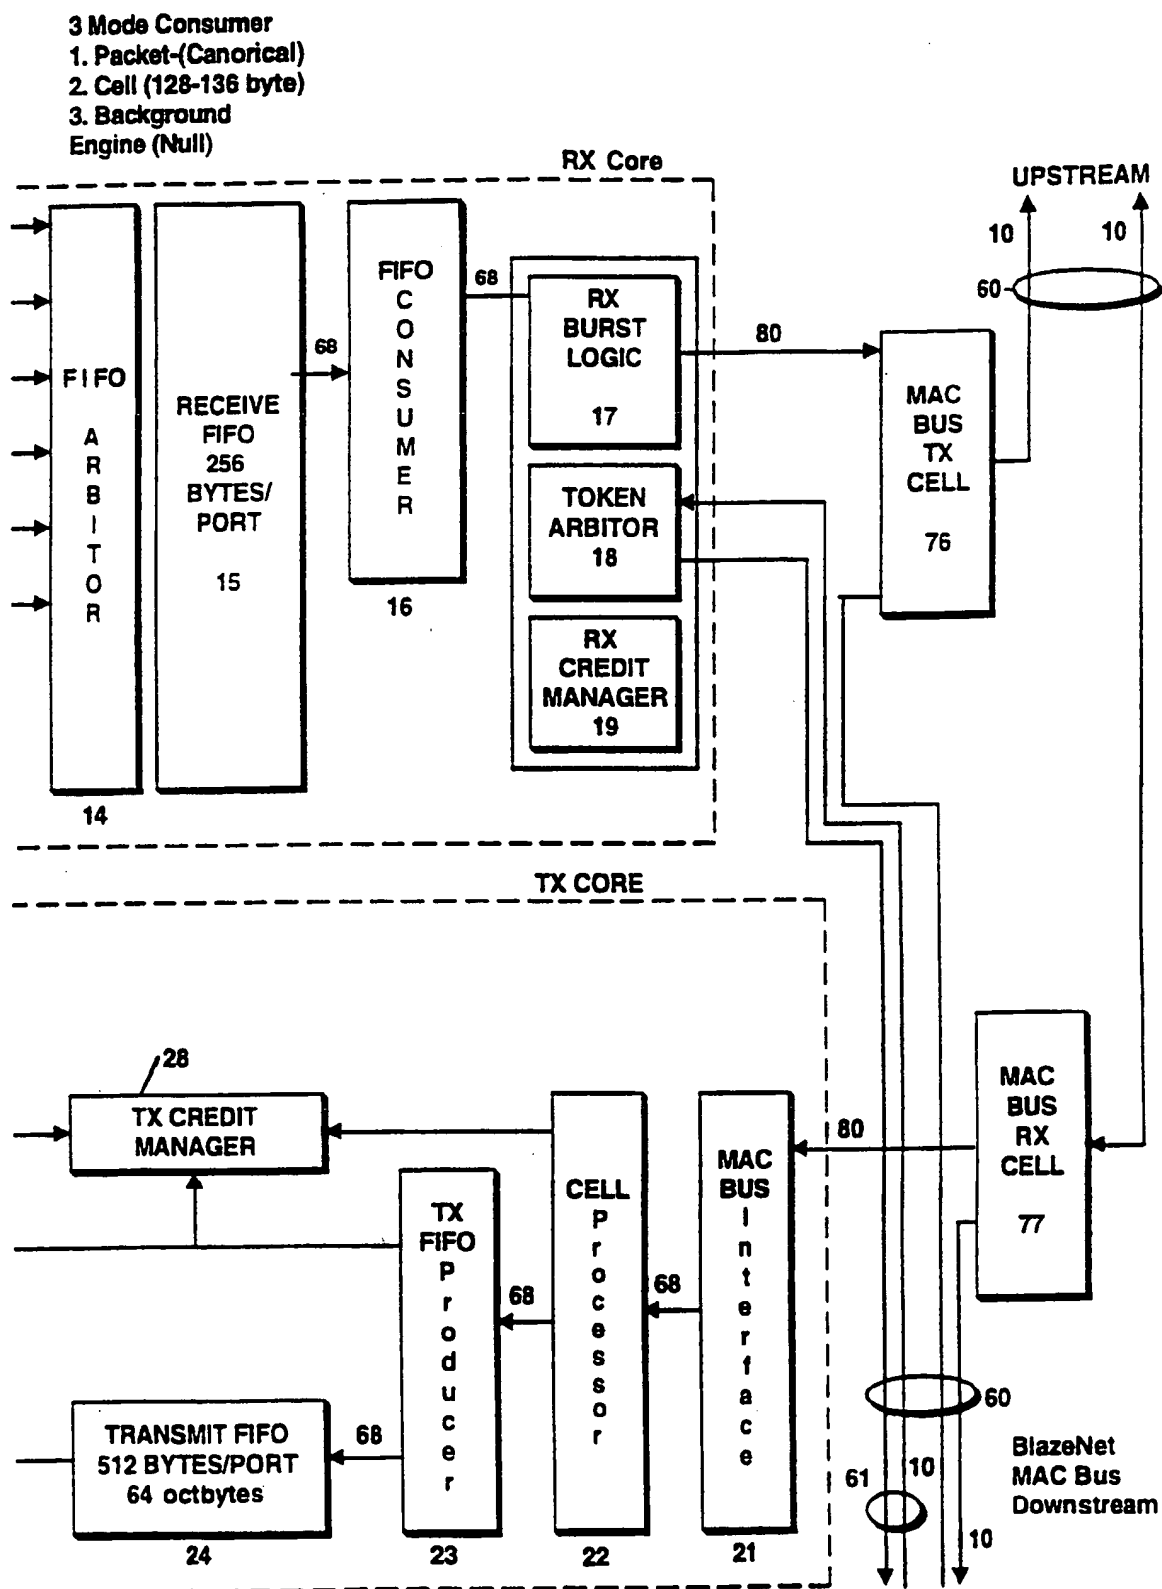 3 Mode Consumer
1. Packet-(Canorical)
2. Cell (128-136 byte)
3. Background
Engine (Null)
RX Core
UPSTREAM
10
10
60
FIFO
ARBITOR
14
RECEIVE
FIFO
256
BYTES/
PORT
15
68
FIFO
CONSUMER
16
68
RX
BURST
LOGIC
17
TOKEN
ARBITOR
18
RX
CREDIT
MANAGER
19
80
MAC
BUS
TX
CELL
76
TX CORE
28
TX CREDIT
MANAGER
TRANSMIT FIFO
512 BYTES/PORT
64 octbytes
24
68
TX
FIFO
Producer
23
68
CELL
Processor
22
68
MAC
BUS
Interface
21
80
MAC
BUS
RX
CELL
77
60
61
10
10
BlazeNet
MAC Bus
Downstream